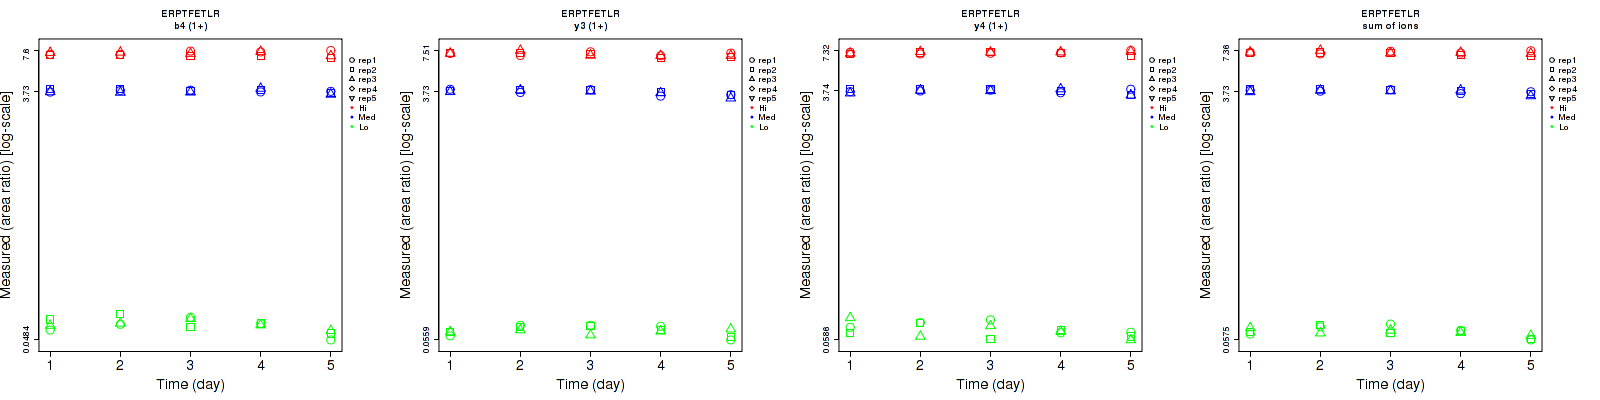 ERPTFETLR
b4 (1+)
Measured (area ratio) [log-scale]
7.6
3.73
0.0484
1 2 3 4 5
Time (day)
rep1
rep2
rep3
rep4
rep5
Hi
Med
Lo
ERPTFETLR
y3 (1+)
Measured (area ratio) [log-scale]
7.51
3.73
0.0559
1 2 3 4 5
Time (day)
rep1
rep2
rep3
rep4
rep5
Hi
Med
Lo
ERPTFETLR
y4 (1+)
Measured (area ratio) [log-scale]
7.32
3.74
0.0586
1 2 3 4 5
Time (day)
rep1
rep2
rep3
rep4
rep5
Hi
Med
Lo
ERPTFETLR
sum of ions
Measured (area ratio) [log-scale]
7.36
3.73
0.0575
1 2 3 4 5
Time (day)
rep1
rep2
rep3
rep4
rep5
Hi
Med
Lo